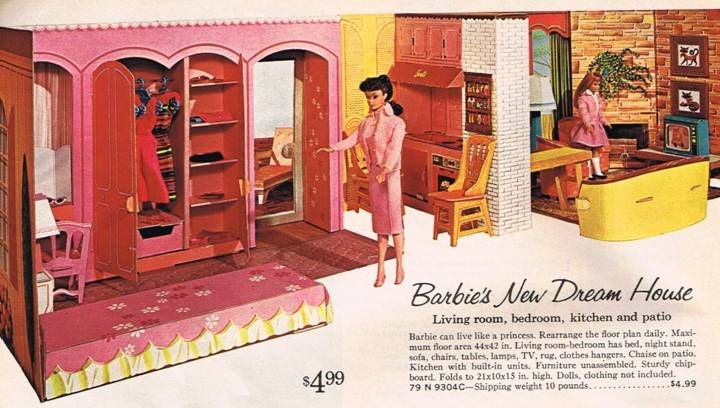 Barbie
$4.99
Barbie's New Dream House
Living room, bedroom, kitchen and patio
Barbie can live like a princess. Rearrange the floor plan daily. Maxi-
mum floor area 44x42 in. Living room-bedroom has bed, night stand,
sofa, chairs, tables, lamps, TV, rug, clothes hangers. Chaise on patio.
Kitchen with built-in units. Furniture unassembled. Sturdy chip-
board. Folds to 21x10x15 in. high. Dolls, clothing not included.
79 N 9304C—Shipping weight 10 pounds................$4.99